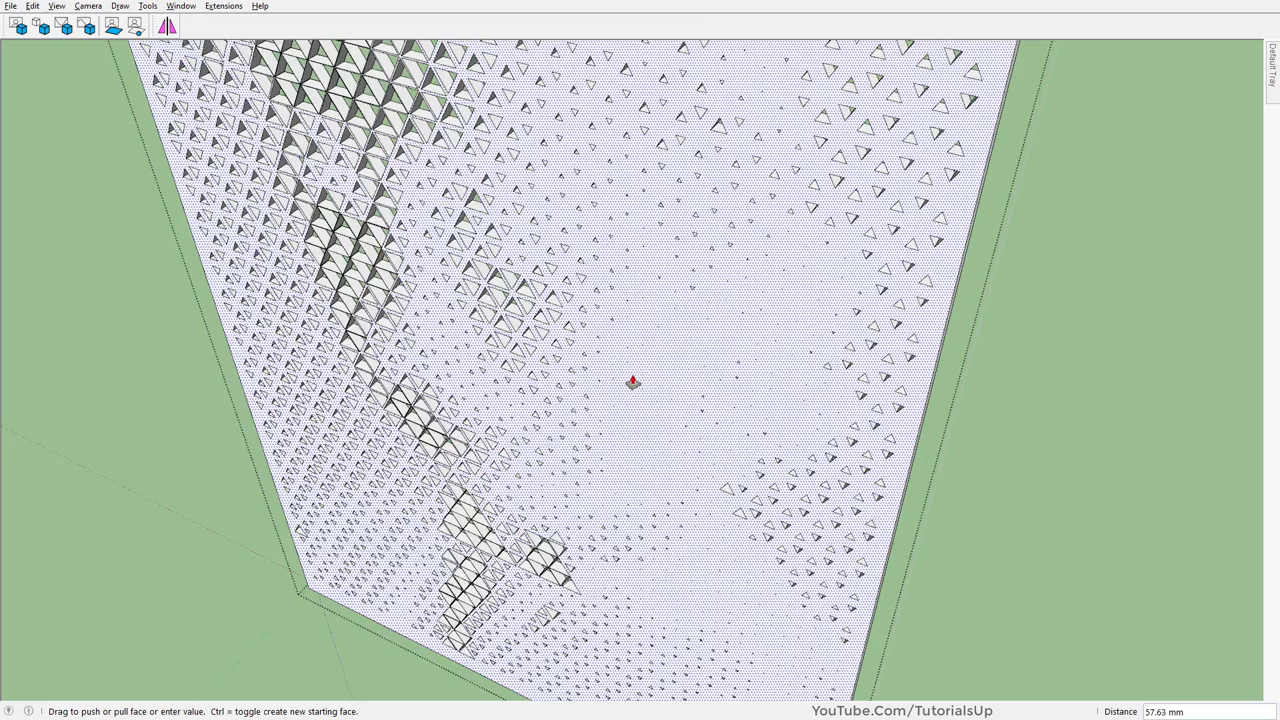 File Edit View Camera Draw Tools Window Extensions Help
Default Tray
Drag to push or pull face or enter value. Ctrl = toggle create new starting face.
YouTube.Com/TutorialsUp
Distance 57.63 mm